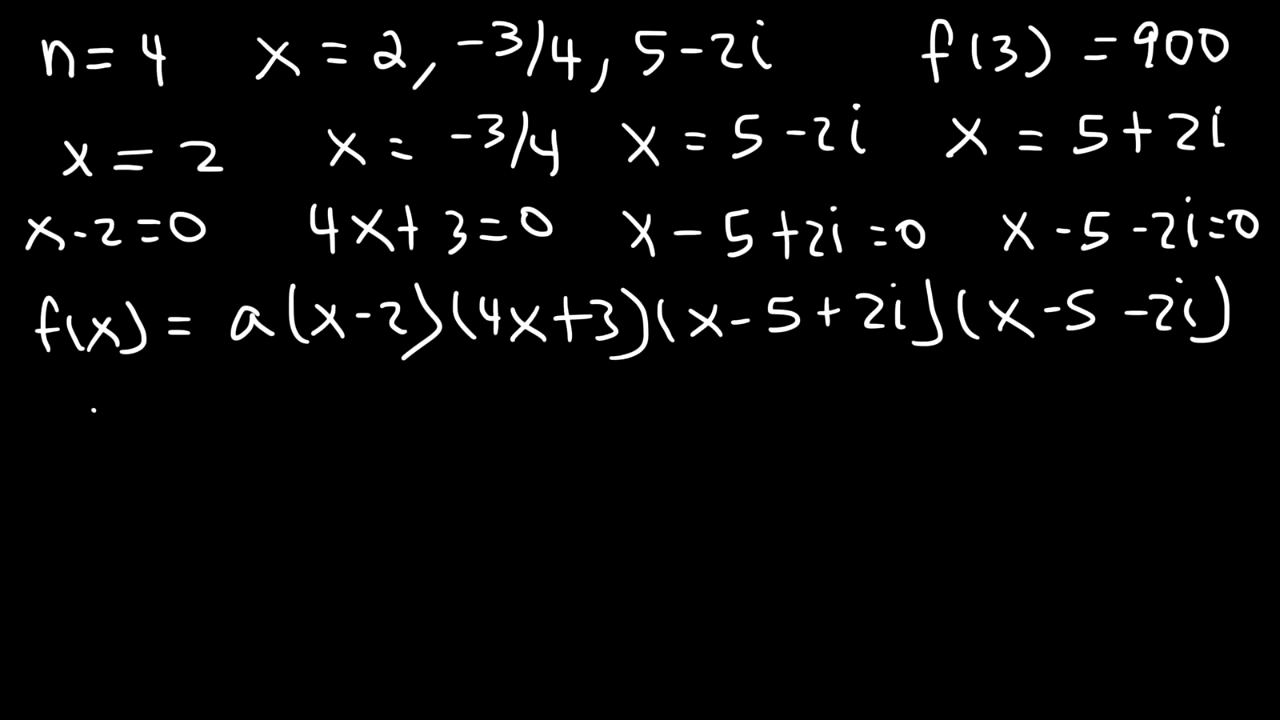 n = 4 x = 2, -3/4, 5 - 2i f(3) = 900
x = 2 x = -3/4 x = 5 - 2i x = 5 + 2i
x - 2 = 0 4x + 3 = 0 x - 5 + 2i = 0 x - 5 - 2i = 0
f(x) = a(x - 2)(4x + 3)(x - 5 + 2i)(x - 5 - 2i)